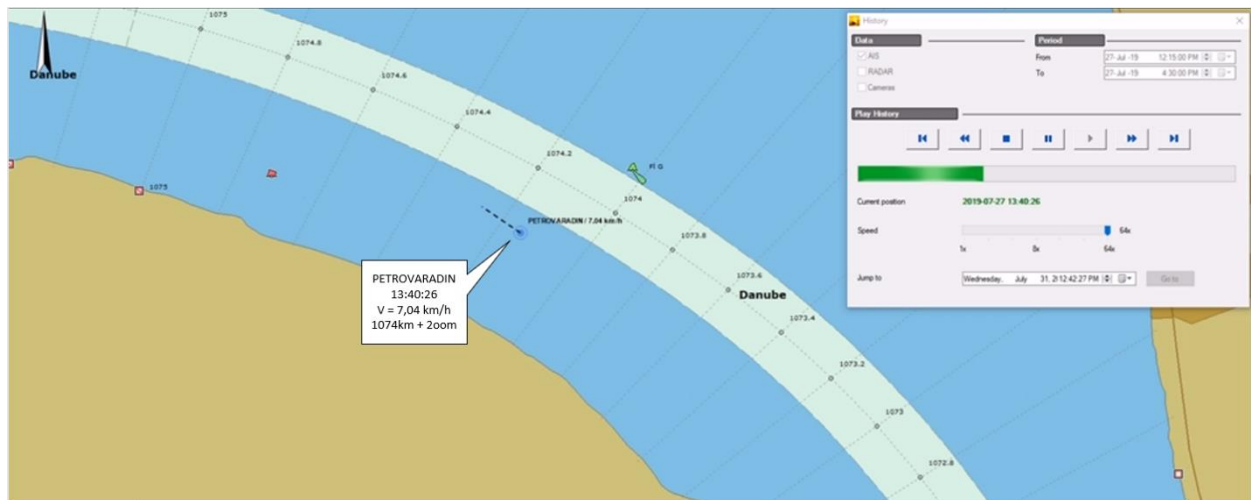 Danube
1075
1074.8
1074.6
1074.4
1074.2
Fl G
1074
PETROVARADIN / 7,04 km/h
1073.8
1073.6
Danube
1073.4
1073.2
1073
1072.8
1075
PETROVARADIN
13:40:26
V = 7,04 km/h
1074km + 2oom
History
Data
AIS
RADAR
Cameras
Period
From 27- Jul -19 12:15:00 PM
To 27- Jul -19 4:30:00 PM
Play History
Current position 2019-07-27 13:40:26
Speed 64x
1x 8x 64x
Jump to Wednesday, July 31, 2 12:42:27 PM Go to